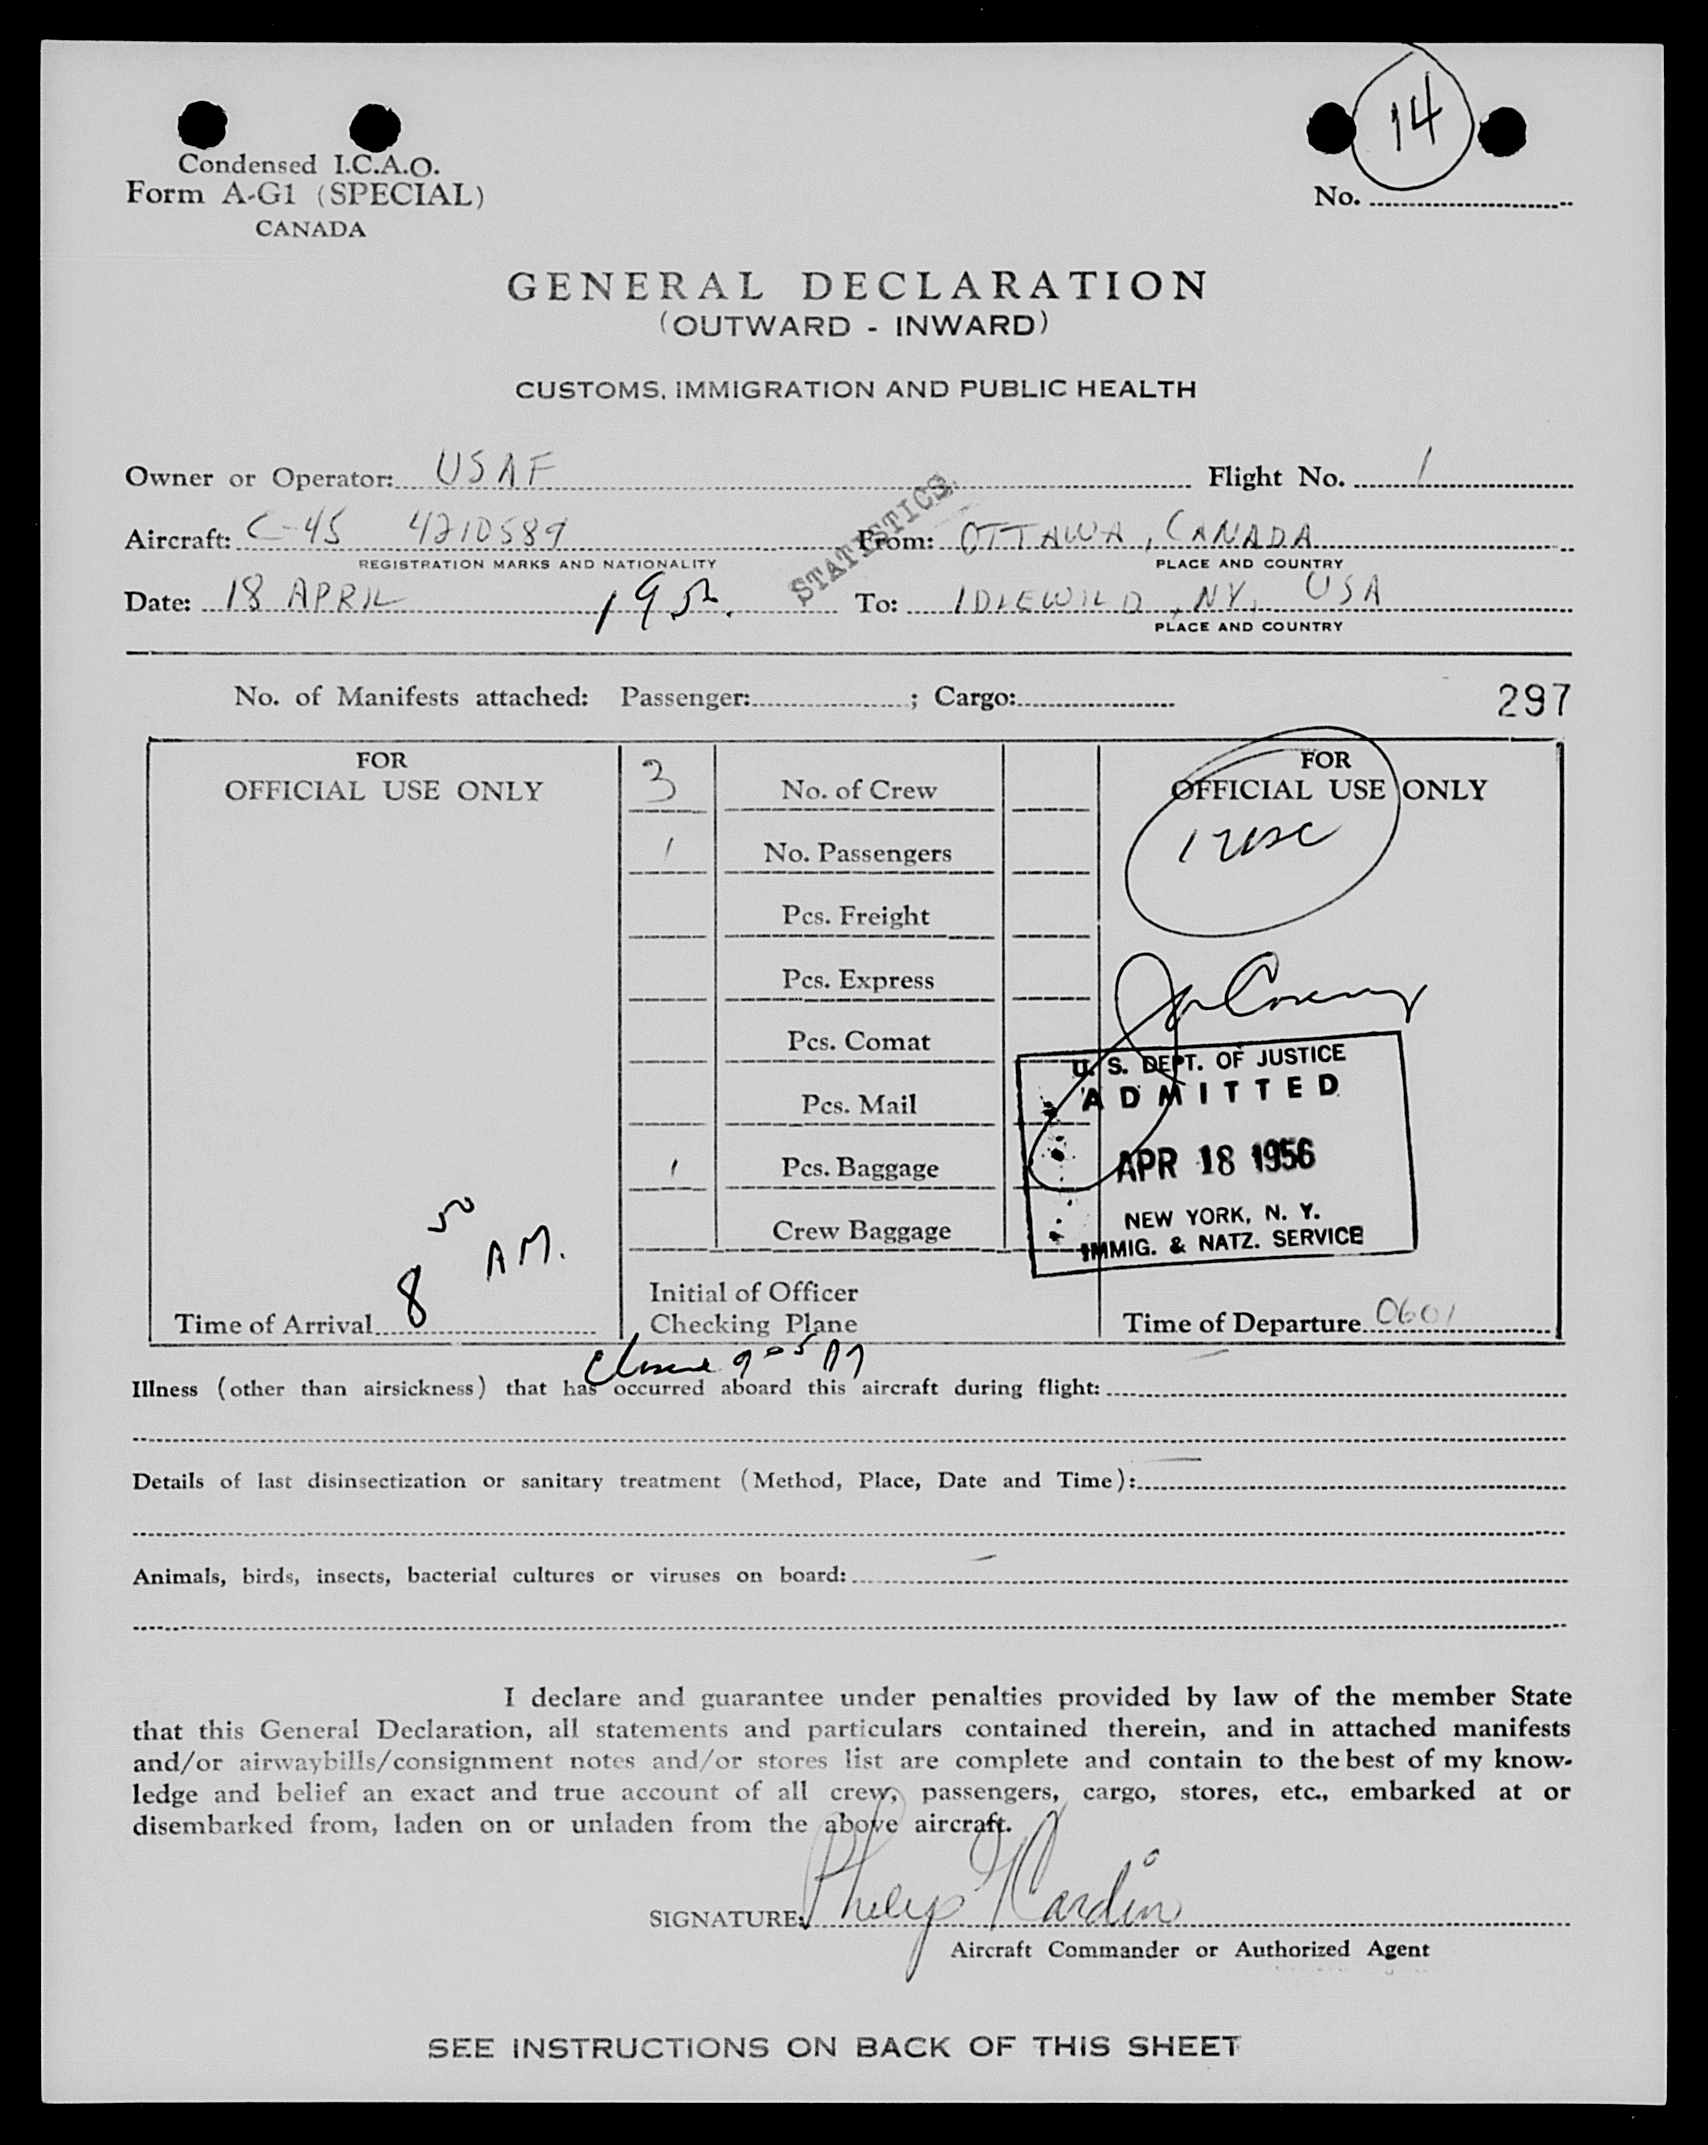 14
Condensed I.C.A.O.
Form A-G1 (SPECIAL)
CANADA
No.
GENERAL DECLARATION
(OUTWARD - INWARD)
CUSTOMS, IMMIGRATION AND PUBLIC HEALTH
Owner or Operator: USAF Flight No. 1
STATISTICS
Aircraft: C-45 4210589 From: OTTAWA, CANADA
REGISTRATION MARKS AND NATIONALITY PLACE AND COUNTRY
Date: 18 APRIL To: IDLEWILD, NY, USA
PLACE AND COUNTRY
No. of Manifests attached: Passenger: ; Cargo: 297
FOR
OFFICIAL USE ONLY
3 No. of Crew
1 No. Passengers
Pcs. Freight
Pcs. Express
Pcs. Comat
Pcs. Mail
1 Pcs. Baggage
Crew Baggage
Initial of Officer
Checking Plane
FOR
OFFICIAL USE ONLY
1 USC
U. S. DEPT. OF JUSTICE
ADMITTED
APR 18 1956
NEW YORK, N. Y.
IMMIG. & NATZ. SERVICE
Time of Arrival 8 50 A.M.
Time of Departure 0601
905
Illness (other than airsickness) that has occurred aboard this aircraft during flight:
Details of last disinsectization or sanitary treatment (Method, Place, Date and Time):
Animals, birds, insects, bacterial cultures or viruses on board:
I declare and guarantee under penalties provided by law of the member State
that this General Declaration, all statements and particulars contained therein, and in attached manifests
and/or airwaybills/consignment notes and/or stores list are complete and contain to the best of my know-
ledge and belief an exact and true account of all crew, passengers, cargo, stores, etc., embarked at or
disembarked from, laden on or unladen from the above aircraft.
SIGNATURE: Philip Cardin
Aircraft Commander or Authorized Agent
SEE INSTRUCTIONS ON BACK OF THIS SHEET